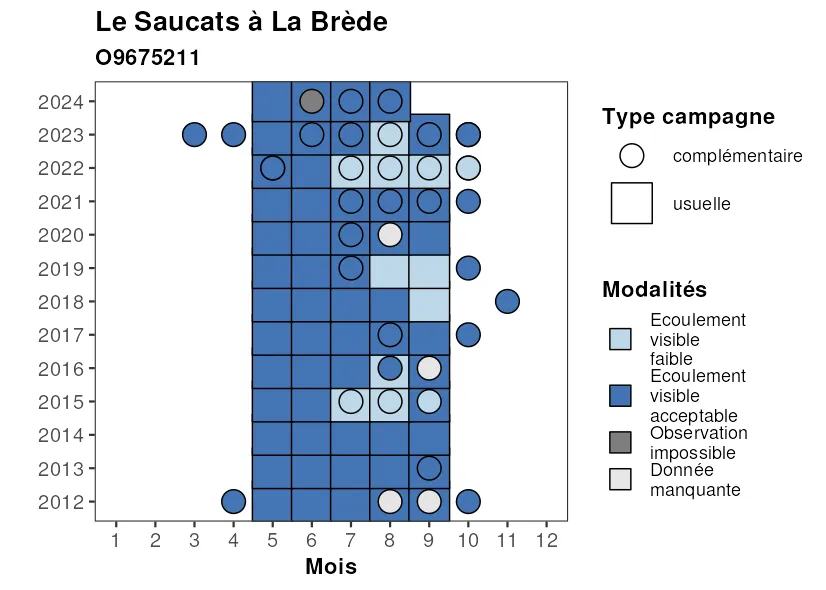 Le Saucats à La Brède
O9675211
2024
2023
2022
2021
2020
2019
2018
2017
2016
2015
2014
2013
2012
1 2 3 4 5 6 7 8 9 10 11 12
Mois
Type campagne
complémentaire
usuelle
Modalités
Ecoulement
visible
faible
Ecoulement
visible
acceptable
Observation
impossible
Donnée
manquante